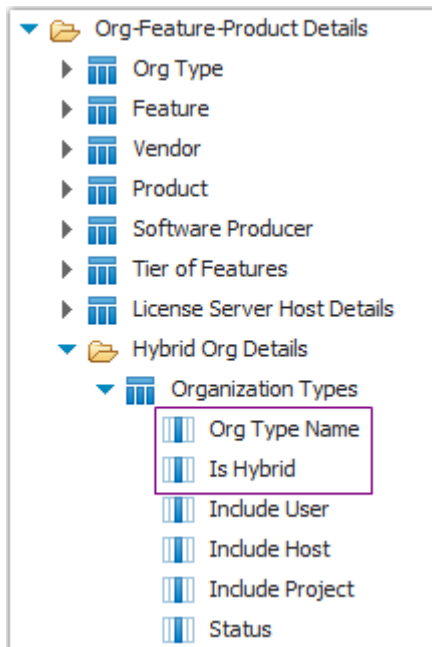 Org-Feature-Product Details
Org Type
Feature
Vendor
Product
Software Producer
Tier of Features
License Server Host Details
Hybrid Org Details
Organization Types
Org Type Name
Is Hybrid
Include User
Include Host
Include Project
Status